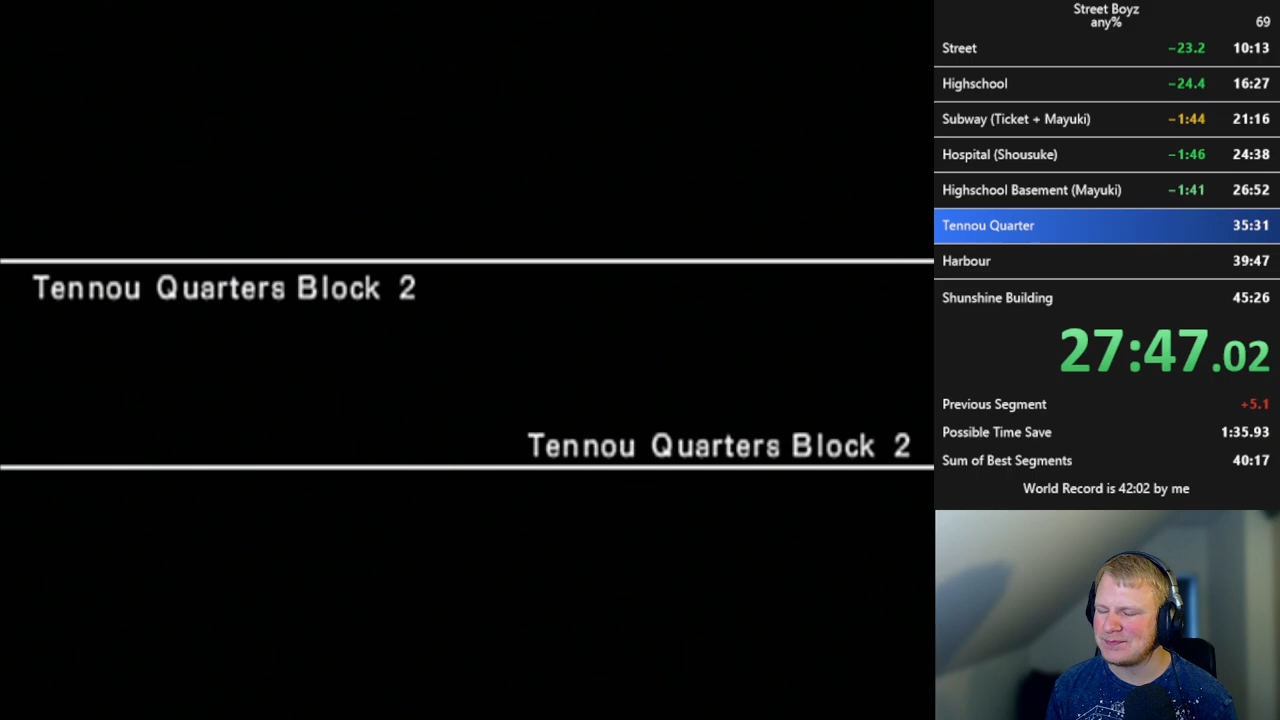 Tennou Quarters Block 2
Tennou Quarters Block 2
Street Boyz
any%
69
Street -23.2 10:13
Highschool -24.4 16:27
Subway (Ticket + Mayuki) -1:44 21:16
Hospital (Shousuke) -1:46 24:38
Highschool Basement (Mayuki) -1:41 26:52
Tennou Quarter 35:31
Harbour 39:47
Shunshine Building 45:26
27:47.02
Previous Segment +5.1
Possible Time Save 1:35.93
Sum of Best Segments 40:17
World Record is 42:02 by me